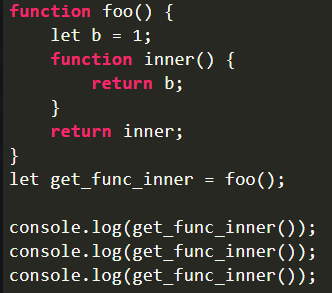 function foo() {
    let b = 1;
    function inner() {
        return b;
    }
    return inner;
}
let get_func_inner = foo();

console.log(get_func_inner());
console.log(get_func_inner());
console.log(get_func_inner());